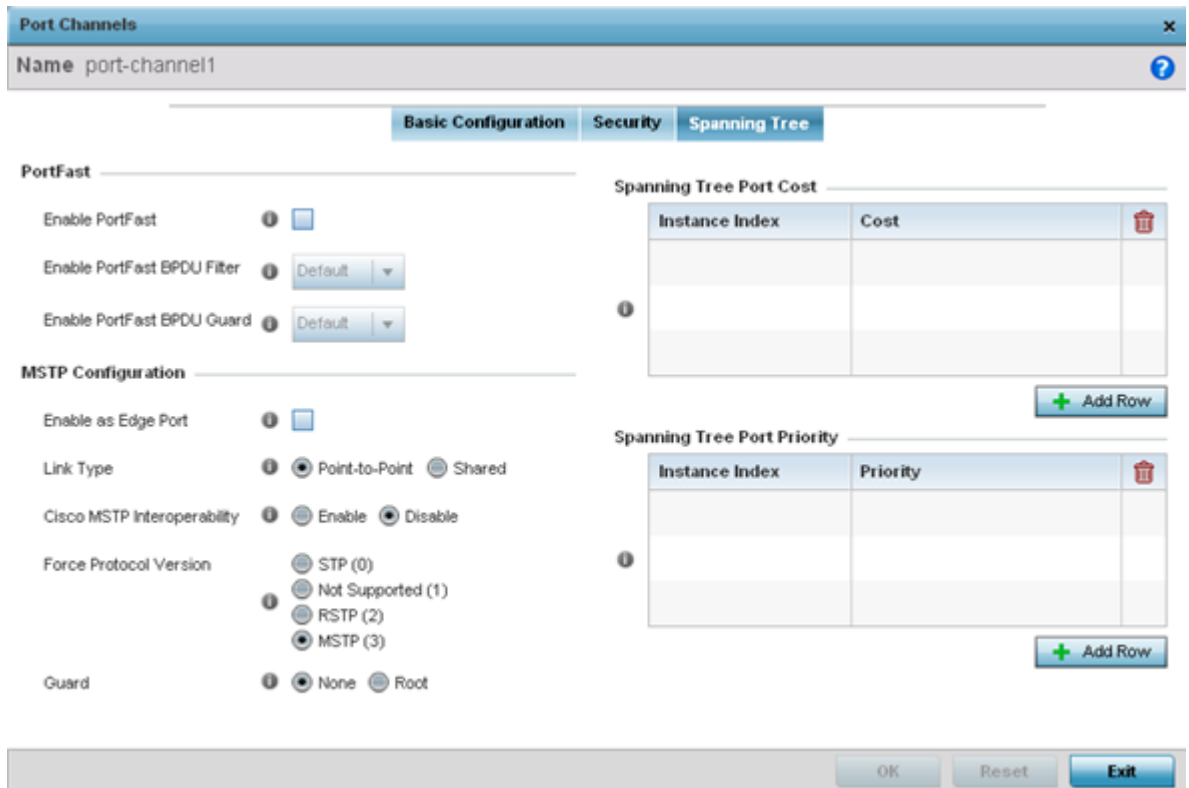 Port Channels
Name port-channel1
Basic Configuration Security Spanning Tree
PortFast
Enable PortFast
Enable PortFast BPDU Filter Default
Enable PortFast BPDU Guard Default
MSTP Configuration
Enable as Edge Port
Link Type Point-to-Point Shared
Cisco MSTP Interoperability Enable Disable
Force Protocol Version STP (0)
Not Supported (1)
RSTP (2)
MSTP (3)
Guard None Root
Spanning Tree Port Cost
Instance Index Cost
Add Row
Spanning Tree Port Priority
Instance Index Priority
Add Row
OK Reset Exit